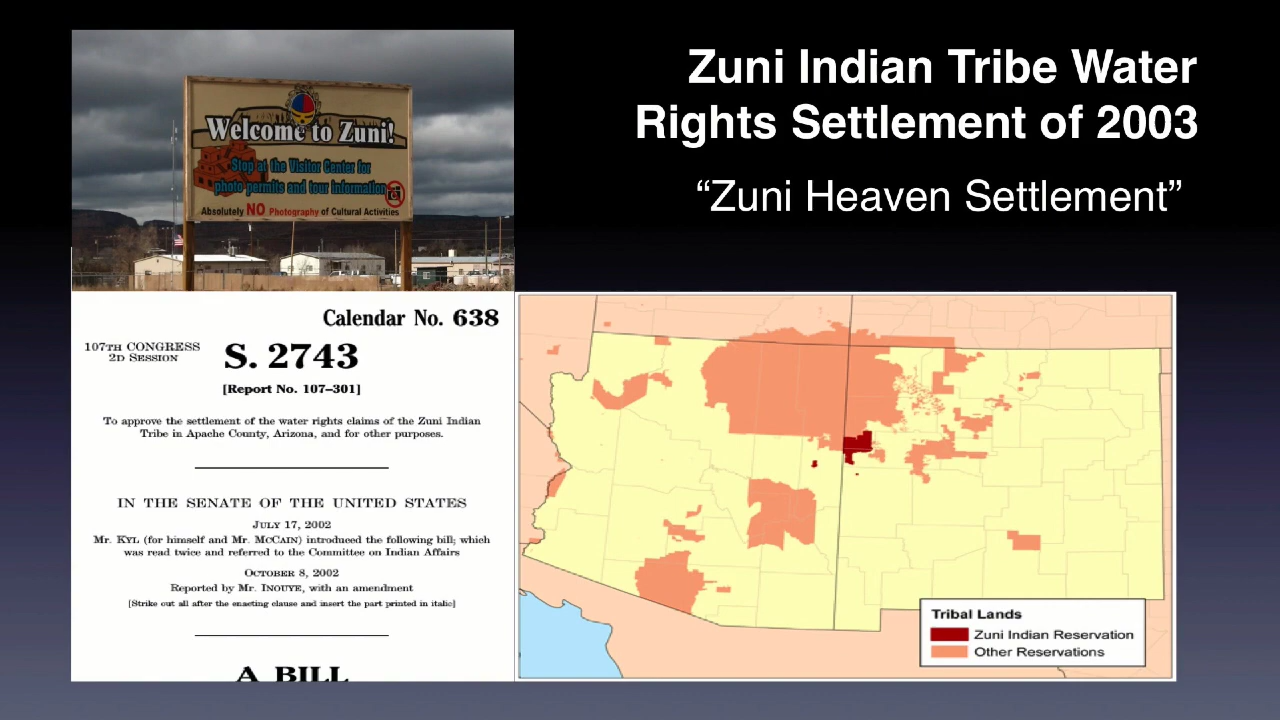 Zuni Indian Tribe Water
Rights Settlement of 2003
“Zuni Heaven Settlement”
Welcome to Zuni!
Stop at the Visitor Center for
photo permits and tour information
Absolutely NO Photography of Cultural Activities
Calendar No. 638
107TH CONGRESS
2D SESSION
S. 2743
[Report No. 107–301]
To approve the settlement of the water rights claims of the Zuni Indian
Tribe in Apache County, Arizona, and for other purposes.
IN THE SENATE OF THE UNITED STATES
JULY 17, 2002
Mr. KYL (for himself and Mr. MCCAIN) introduced the following bill; which
was read twice and referred to the Committee on Indian Affairs
OCTOBER 8, 2002
Reported by Mr. INOUYE, with an amendment
[Strike out all after the enacting clause and insert the part printed in italic]
A BILL
Tribal Lands
Zuni Indian Reservation
Other Reservations